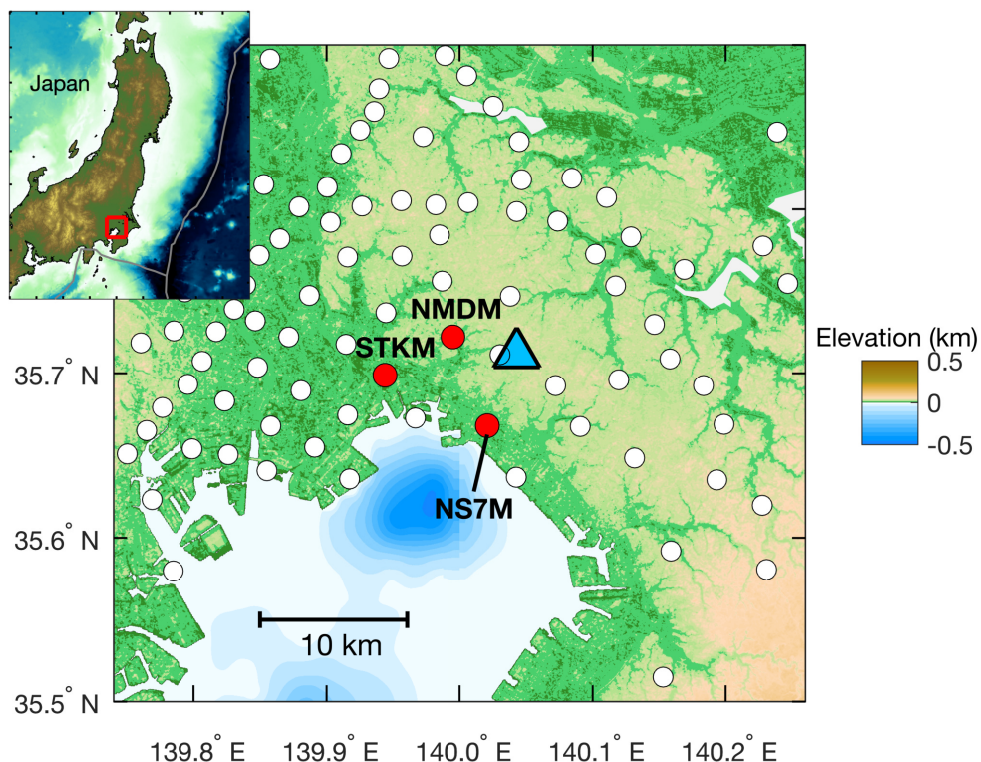 Japan
NMDM
STKM
NS7M
10 km
35.7° N
35.6° N
35.5° N
139.8° E
139.9° E
140.0° E
140.1° E
140.2° E
Elevation (km)
0.5
0
-0.5